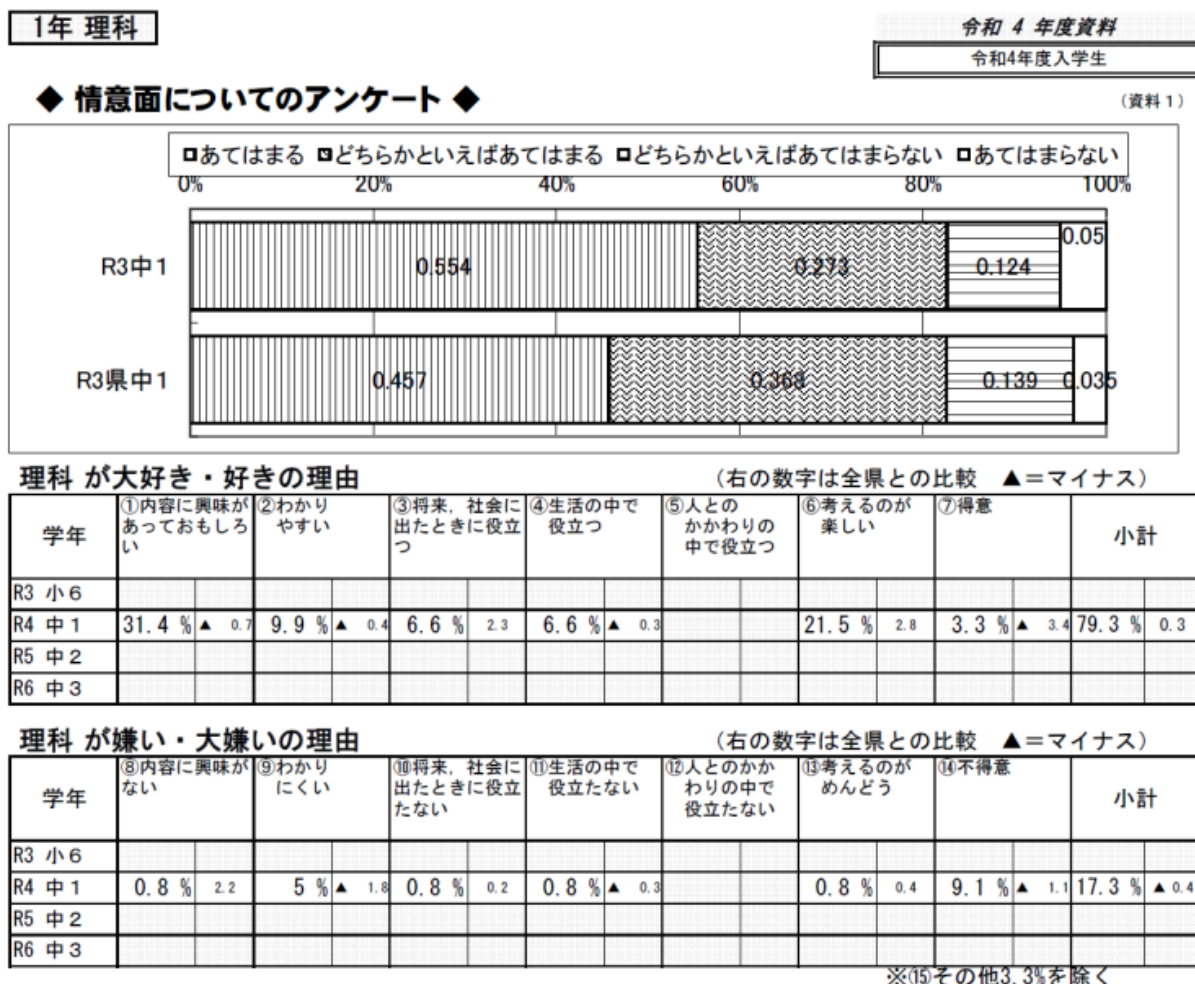 1年 理科
令和 4 年度資料
令和4年度入学生
◆ 情意面についてのアンケート ◆
(資料1)
あてはまる どちらかといえばあてはまる どちらかといえばあてはまらない あてはまらない
0% 20% 40% 60% 80% 100%
R3中1 0.554 0.273 0.124 0.05
R3県中1 0.457 0.368 0.139 0.035
理科 が大好き・好きの理由 (右の数字は全県との比較 ▲=マイナス)
学年 ①内容に興味があっておもしろい ②わかりやすい ③将来,社会に出たときに役立つ ④生活の中で役立つ ⑤人とのかかわりの中で役立つ ⑥考えるのが楽しい ⑦得意 小計
R3 小6
R4 中1 31.4 % ▲ 0.7 9.9 % ▲ 0.4 6.6 % 2.3 6.6 % ▲ 0.3 21.5 % 2.8 3.3 % ▲ 3.4 79.3 % 0.3
R5 中2
R6 中3
理科 が嫌い・大嫌いの理由 (右の数字は全県との比較 ▲=マイナス)
学年 ⑧内容に興味がない ⑨わかりにくい ⑩将来,社会に出たときに役立たない ⑪生活の中で役立たない ⑫人とのかかわりの中で役立たない ⑬考えるのがめんどう ⑭不得意 小計
R3 小6
R4 中1 0.8 % 2.2 5 % ▲ 1.8 0.8 % 0.2 0.8 % ▲ 0.3 0.8 % 0.4 9.1 % ▲ 1.1 17.3 % ▲ 0.4
R5 中2
R6 中3
※⑮その他3.3%を除く